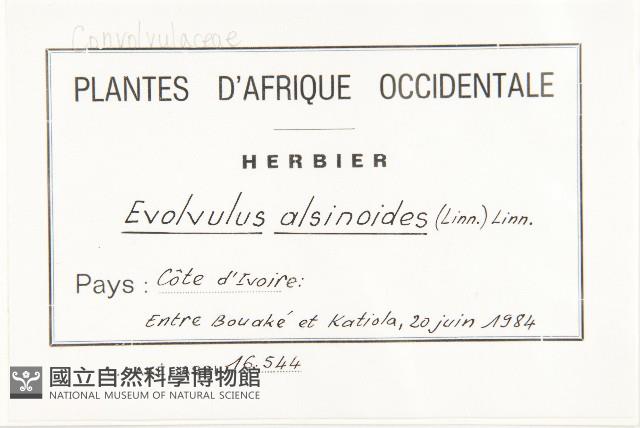 Convolvulaceae
PLANTES D'AFRIQUE OCCIDENTALE
HERBIER
Evolvulus alsinoides (Linn.) Linn.
Pays : Côte d'Ivoire:
Entre Bouaké et Katiola, 20 juin 1984
16.544
國立自然科學博物館
NATIONAL MUSEUM OF NATURAL SCIENCE